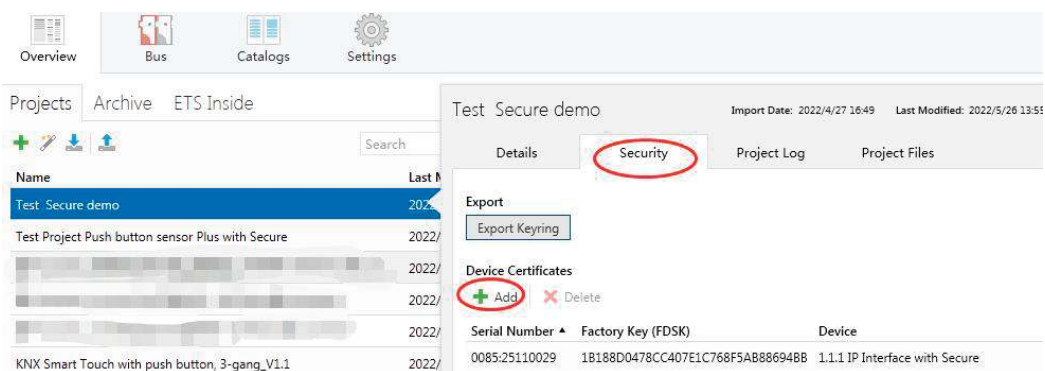 Overview Bus Catalogs Settings
Projects Archive ETS Inside
Search
Name Last M
Test Secure demo 2022
Test Project Push button sensor Plus with Secure 2022/
2022/
2022/
2022/
KNX Smart Touch with push button, 3-gang_V1.1 2022/
Test Secure demo Import Date: 2022/4/27 16:49 Last Modified: 2022/5/26 13:55
Details Security Project Log Project Files
Export
Export Keyring
Device Certificates
Add Delete
Serial Number Factory Key (FDSK) Device
0085:25110029 1B188D0478CC407E1C768F5AB88694BB 1.1.1 IP Interface with Secure